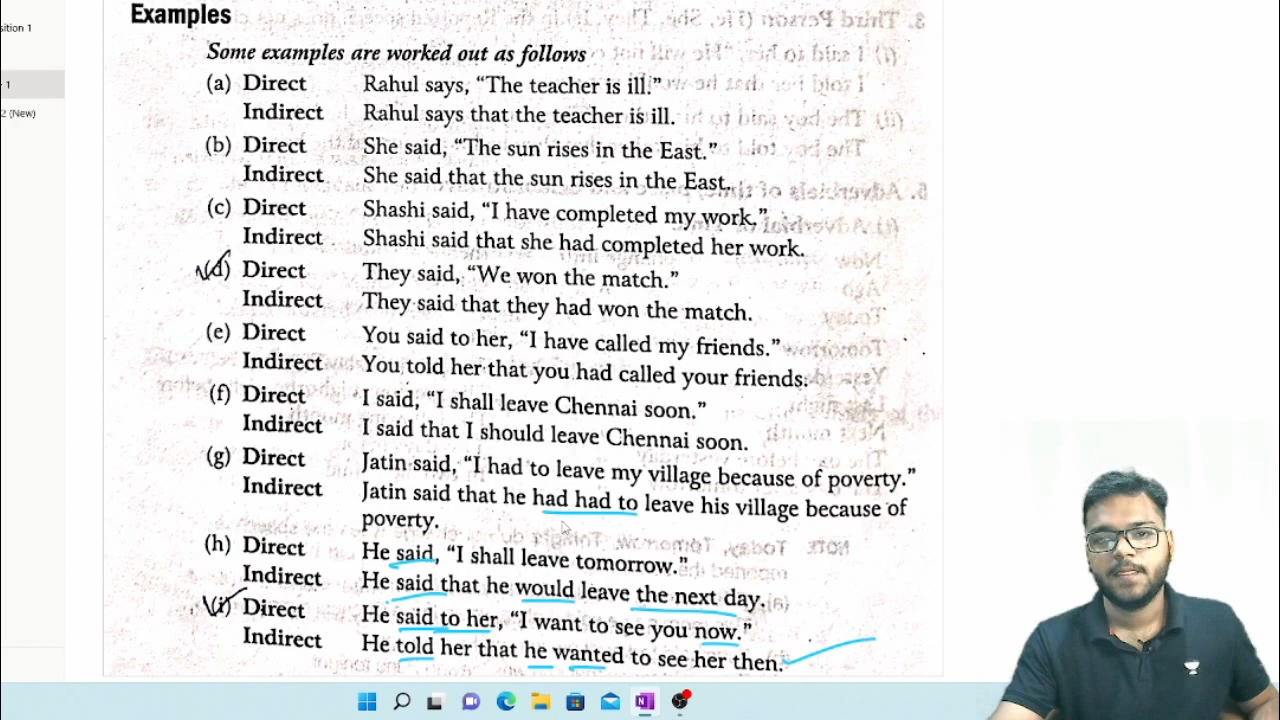 Examples
sition 1
Some examples are worked out as follows
- 1
(a) Direct Rahul says, “The teacher is ill.”
2 (New)
Indirect Rahul says that the teacher is ill.
(b) Direct She said, “The sun rises in the East.”
Indirect She said that the sun rises in the East.
(c) Direct Shashi said, “I have completed my work.”
Indirect Shashi said that she had completed her work.
(d) Direct They said, “We won the match.”
Indirect They said that they had won the match.
(e) Direct You said to her, “I have called my friends.”
Indirect You told her that you had called your friends.
(f) Direct I said, “I shall leave Chennai soon.”
Indirect I said that I should leave Chennai soon.
(g) Direct Jatin said, “I had to leave my village because of poverty.”
Indirect Jatin said that he had had to leave his village because of
poverty.
(h) Direct He said, “I shall leave tomorrow.”
Indirect He said that he would leave the next day.
(i) Direct He said to her, “I want to see you now.”
Indirect He told her that he wanted to see her then.